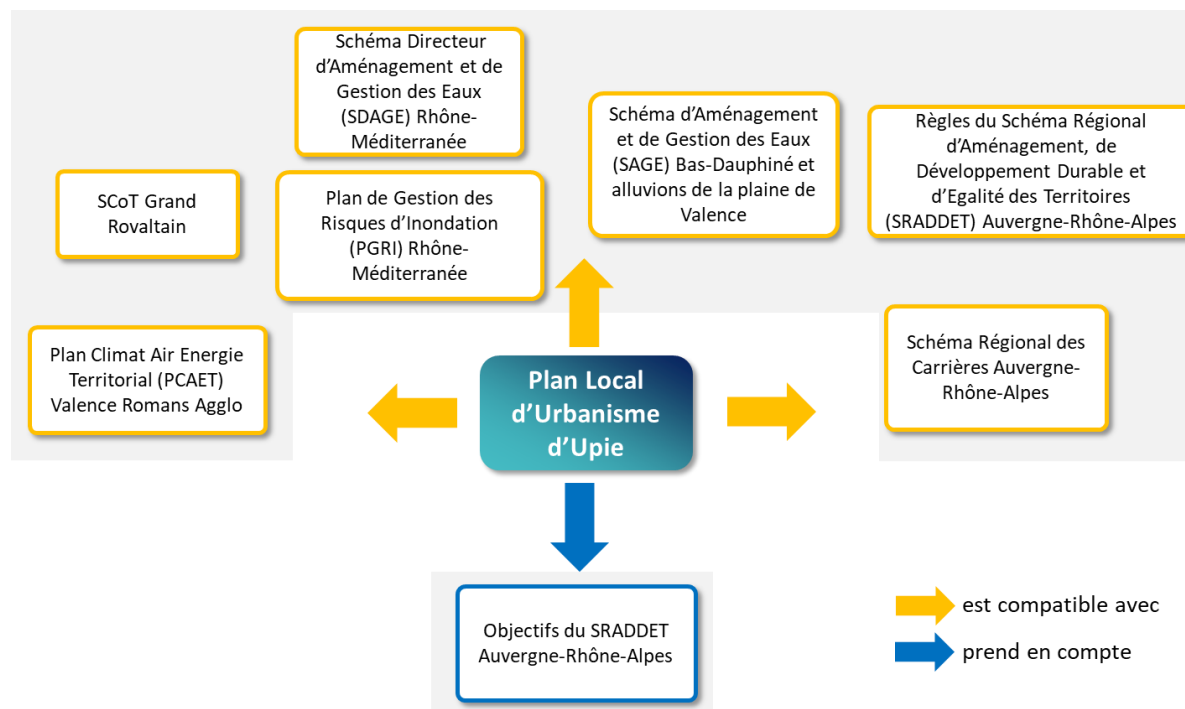 Schéma Directeur
d’Aménagement et de
Gestion des Eaux
(SDAGE) Rhône-
Méditerranée
Schéma d’Aménagement
et de Gestion des Eaux
(SAGE) Bas-Dauphiné et
alluvions de la plaine de
Valence
Règles du Schéma Régional
d’Aménagement, de
Développement Durable et
d’Egalité des Territoires
(SRADDET) Auvergne-Rhône-Alpes
SCoT Grand
Rovaltain
Plan de Gestion des
Risques d’Inondation
(PGRI) Rhône-
Méditerranée
Plan Climat Air Energie
Territorial (PCAET)
Valence Romans Agglo
Plan Local
d’Urbanisme
d’Upie
Schéma Régional des
Carrières Auvergne-
Rhône-Alpes
Objectifs du SRADDET
Auvergne-Rhône-Alpes
est compatible avec
prend en compte